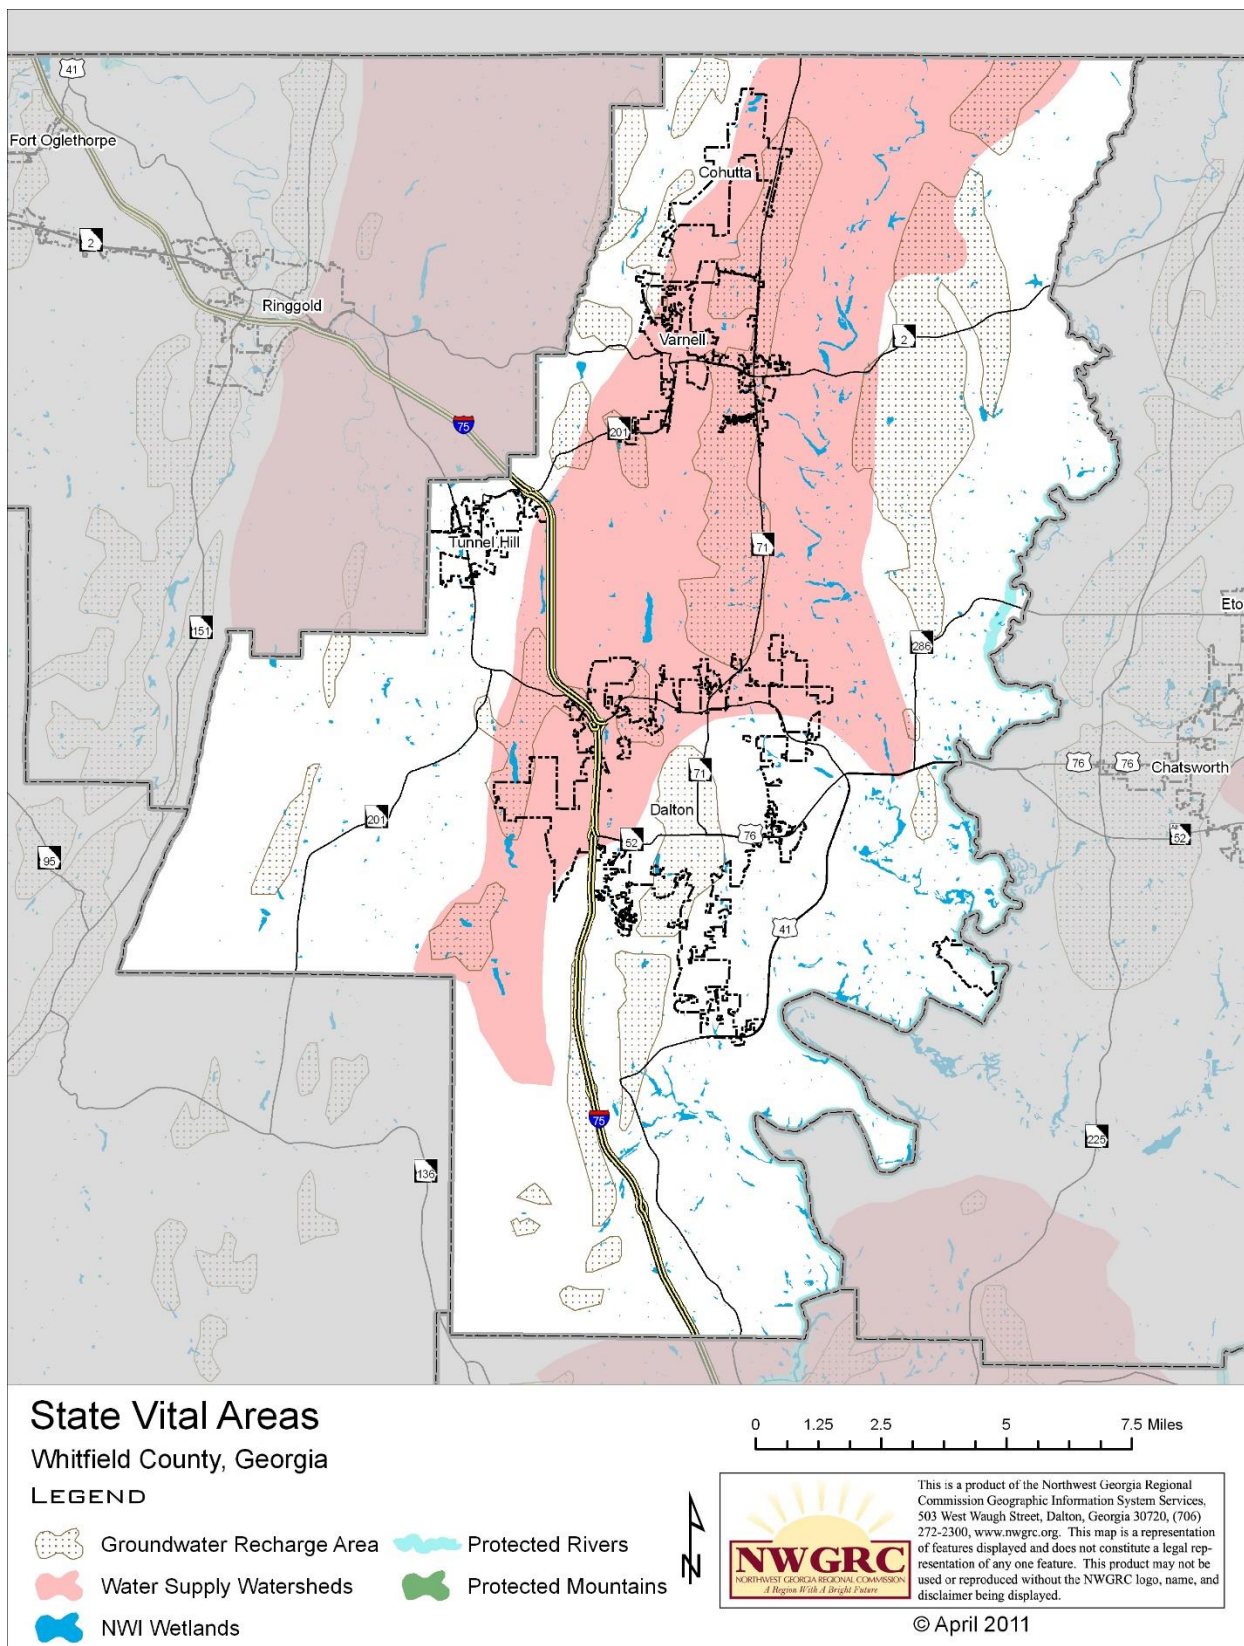 41
Fort Oglethorpe
Cohutta
2
Ringgold
Varnell
2
75
201
Tunnel Hill
71
Eto
151
286
76
76
Chatsworth
71
201
Dalton
76
52
Alt
52
95
41
75
225
136
State Vital Areas
Whitfield County, Georgia
LEGEND
Groundwater Recharge Area
Water Supply Watersheds
NWI Wetlands
Protected Rivers
Protected Mountains
0 1.25 2.5 5 7.5 Miles
N
NWGRC
NORTHWEST GEORGIA REGIONAL COMMISSION
A Region With A Bright Future
This is a product of the Northwest Georgia Regional
Commission Geographic Information System Services,
503 West Waugh Street, Dalton, Georgia 30720, (706)
272-2300, www.nwgrc.org. This map is a representation
of features displayed and does not constitute a legal rep-
resentation of any one feature. This product may not be
used or reproduced without the NWGRC logo, name, and
disclaimer being displayed.
© April 2011